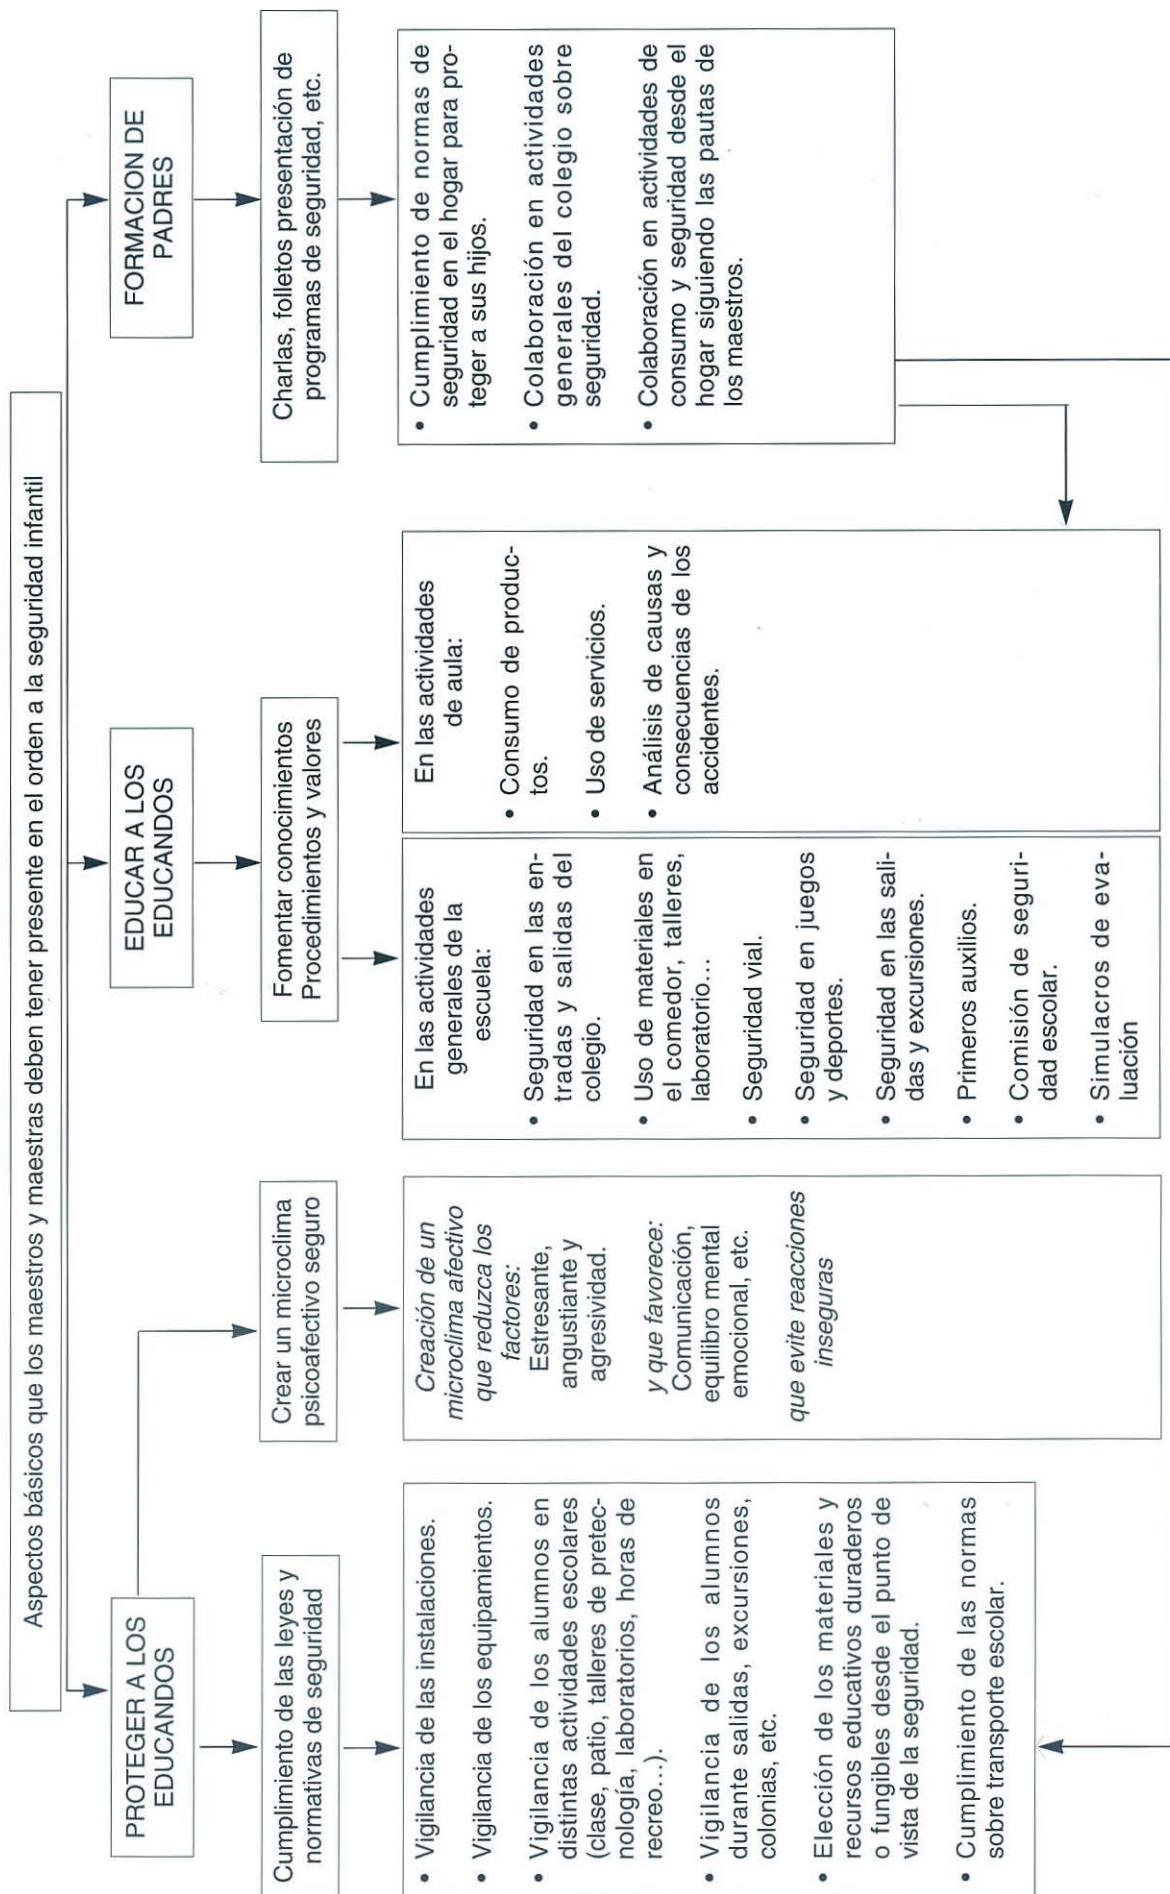 Aspectos básicos que los maestros y maestras deben tener presente en el orden a la seguridad infantil
PROTEGER A LOS
EDUCANDOS
Cumplimiento de las leyes y
normativas de seguridad
• Vigilancia de las instalaciones.
• Vigilancia de los equipamientos.
• Vigilancia de los alumnos en
distintas actividades escolares
(clase, patio, talleres de pretec-
nología, laboratorios, horas de
recreo...).
• Vigilancia de los alumnos
durante salidas, excursiones,
colonias, etc.
• Elección de los materiales y
recursos educativos duraderos
o fungibles desde el punto de
vista de la seguridad.
• Cumplimiento de las normas
sobre transporte escolar.
Crear un microclima
psicoafectivo seguro
Creación de un
microclima afectivo
que reduzca los
factores:
Estresante,
angustiante y
agresividad.
y que favorece:
Comunicación,
equilibro mental
emocional, etc.
que evite reacciones
inseguras
EDUCAR A LOS
EDUCANDOS
Fomentar conocimientos
Procedimientos y valores
En las actividades
generales de la
escuela:
• Seguridad en las en-
tradas y salidas del
colegio.
• Uso de materiales en
el comedor, talleres,
laboratorio...
• Seguridad vial.
• Seguridad en juegos
y deportes.
• Seguridad en las sali-
das y excursiones.
• Primeros auxilios.
• Comisión de seguri-
dad escolar.
• Simulacros de eva-
luación
En las actividades
de aula:
• Consumo de produc-
tos.
• Uso de servicios.
• Análisis de causas y
consecuencias de los
accidentes.
FORMACION DE
PADRES
Charlas, folletos presentación de
programas de seguridad, etc.
• Cumplimiento de normas de
seguridad en el hogar para pro-
teger a sus hijos.
• Colaboración en actividades
generales del colegio sobre
seguridad.
• Colaboración en actividades de
consumo y seguridad desde el
hogar siguiendo las pautas de
los maestros.